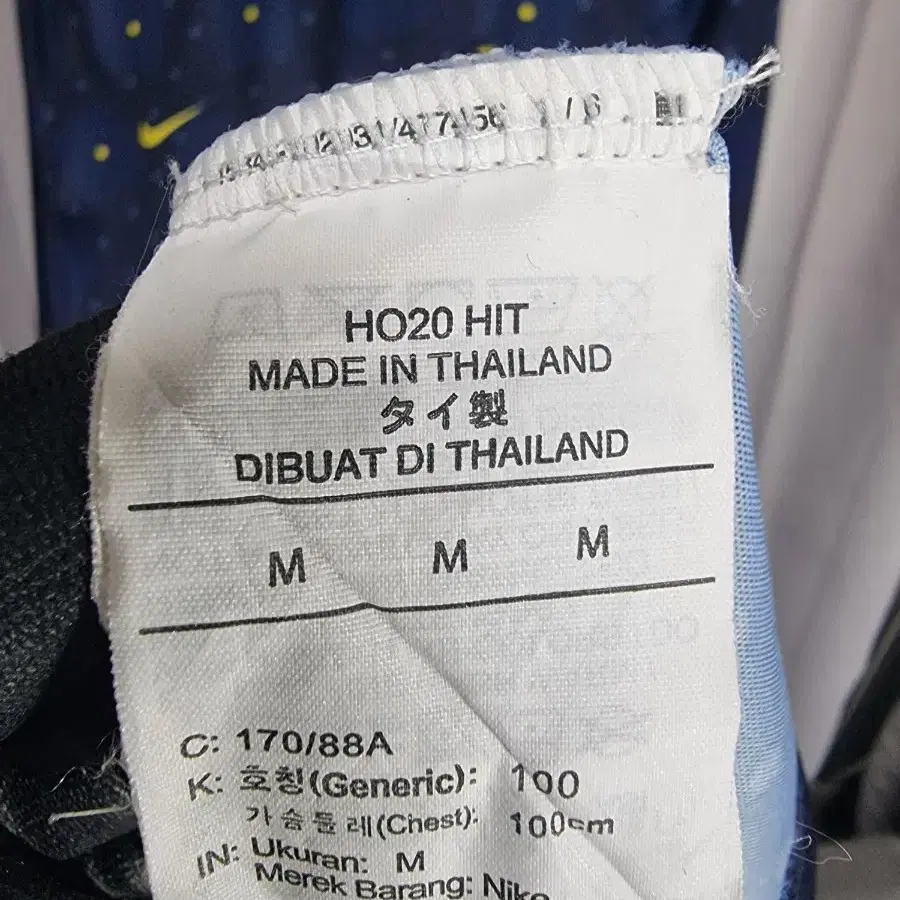 HO20 HIT
MADE IN THAILAND
タイ製
DIBUAT DI THAILAND
M M M
C: 170/88A
K: 호칭(Generic): 100
가슴둘레(Chest): 100cm
IN: Ukuran: M
Merek Barang: Nike